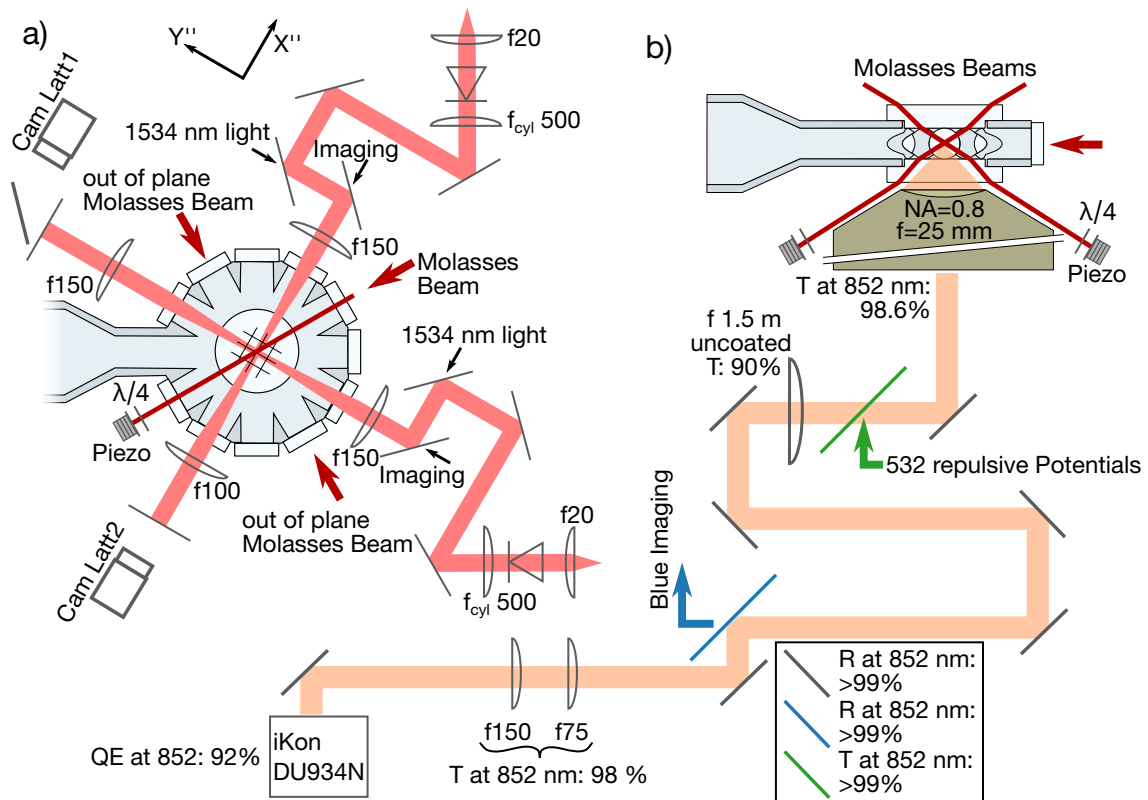 a)
Y''
X''
Cam Latt1
1534 nm light
Imaging
f20
f_cyl 500
out of plane
Molasses Beam
f150
f150
Molasses
Beam
1534 nm light
λ/4
Piezo
f100
f150
Imaging
out of plane
Molasses Beam
Cam Latt2
f20
f_cyl 500
b)
Molasses Beams
NA=0.8
f=25 mm
λ/4
Piezo
T at 852 nm:
98.6%
f 1.5 m
uncoated
T: 90%
532 repulsive Potentials
Blue Imaging
R at 852 nm:
>99%
R at 852 nm:
>99%
T at 852 nm:
>99%
QE at 852: 92%
iKon
DU934N
f150
f75
T at 852 nm: 98 %